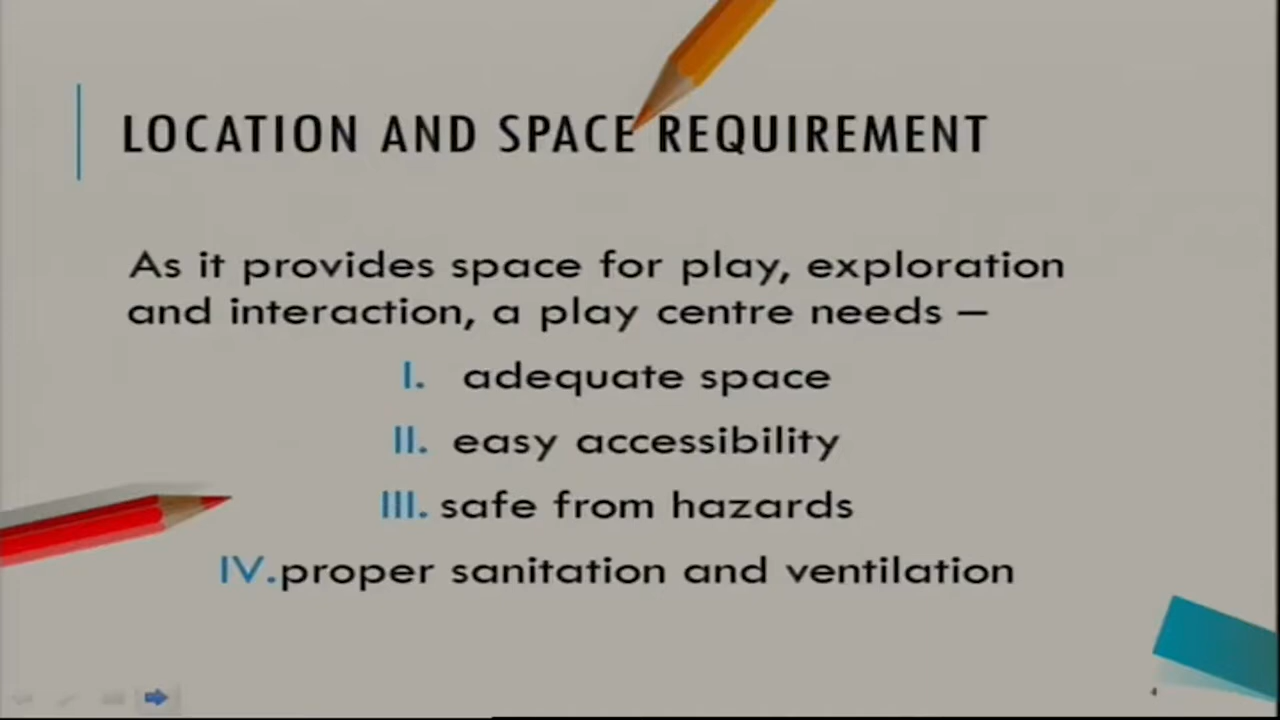 LOCATION AND SPACE REQUIREMENT
As it provides space for play, exploration
and interaction, a play centre needs –
I. adequate space
II. easy accessibility
III. safe from hazards
IV.proper sanitation and ventilation
4